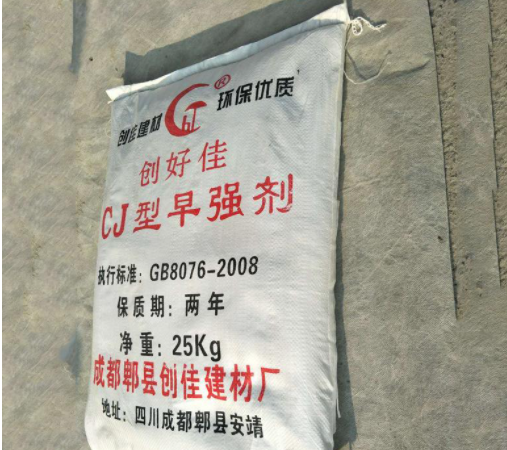 创佳建材 ® 环保优质
创好佳
CJ型早强剂
执行标准：GB8076-2008
保质期：两年
净重：25Kg
成都郫县创佳建材厂
地址：四川成都郫县安靖